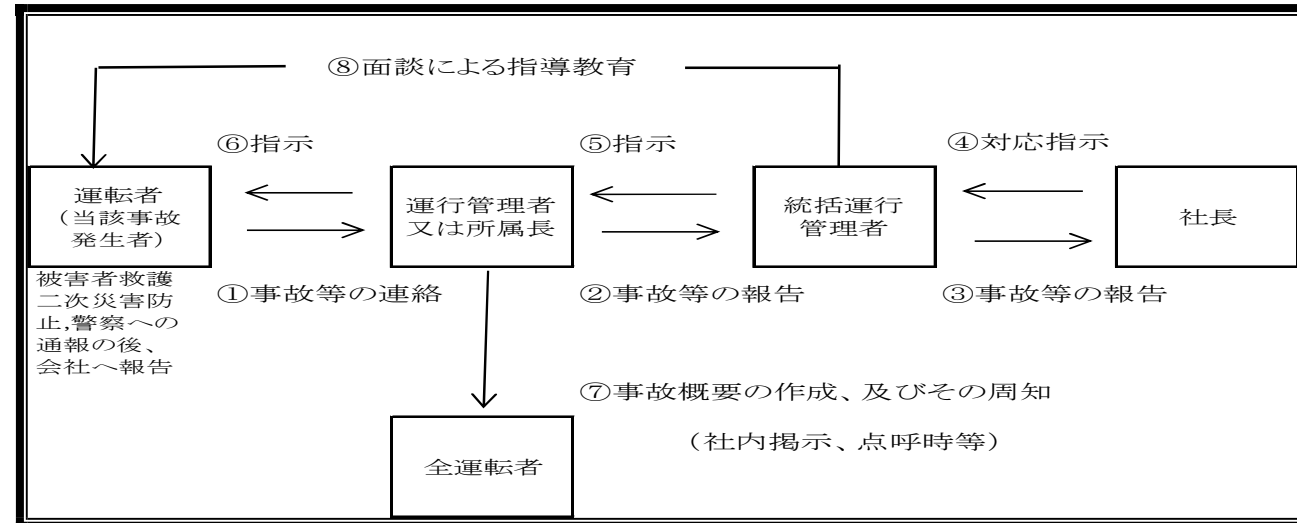 ⑧面談による指導教育
⑥指示
⑤指示
④対応指示
運転者
（当該事故
発生者）
運行管理者
又は所属長
統括運行
管理者
社長
被害者救護
二次災害防
止,警察への
通報の後、
会社へ報告
①事故等の連絡
②事故等の報告
③事故等の報告
⑦事故概要の作成、及びその周知
（社内掲示、点呼時等）
全運転者